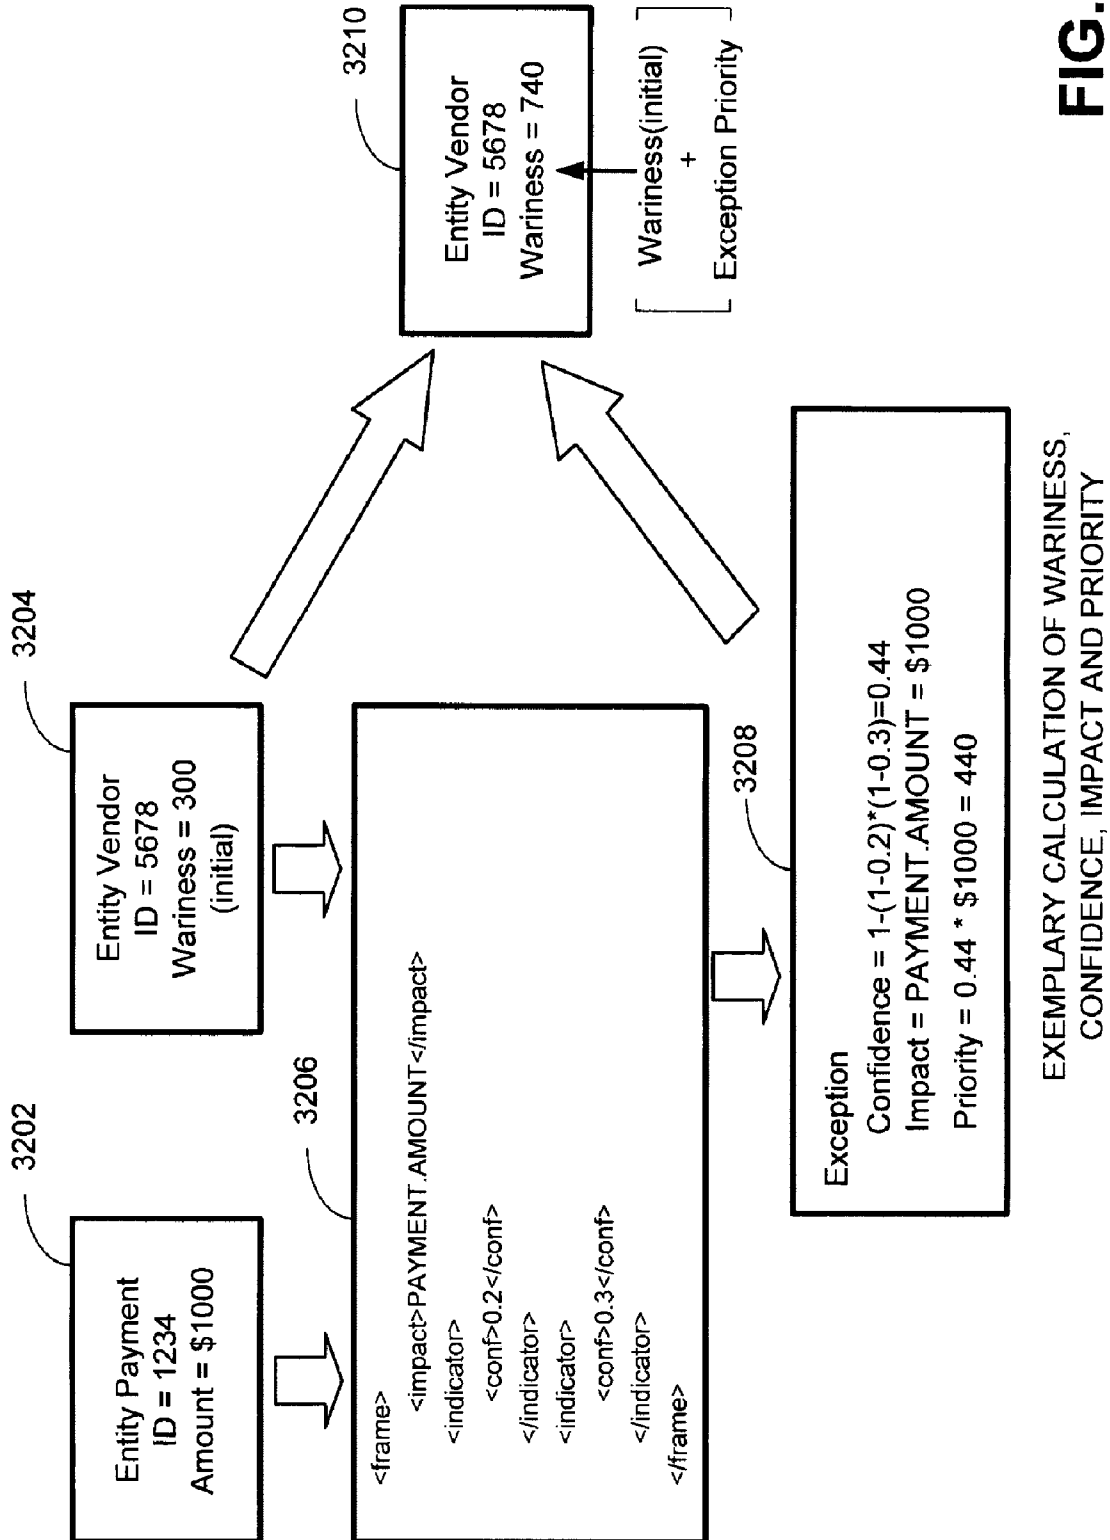 3202
Entity Payment
ID = 1234
Amount = $1000
3204
Entity Vendor
ID = 5678
Wariness = 300
(initial)
3206
<frame>
<impact>PAYMENT.AMOUNT</impact>
<indicator>
<conf>0.2</conf>
</indicator>
<indicator>
<conf>0.3</conf>
</indicator>
</frame>
3208
Exception
Confidence = 1-(1-0.2)*(1-0.3)=0.44
Impact = PAYMENT.AMOUNT = $1000
Priority = 0.44 * $1000 = 440
3210
Entity Vendor
ID = 5678
Wariness = 740
Wariness(initial)
+
Exception Priority
EXEMPLARY CALCULATION OF WARINESS,
CONFIDENCE, IMPACT AND PRIORITY
FIG.